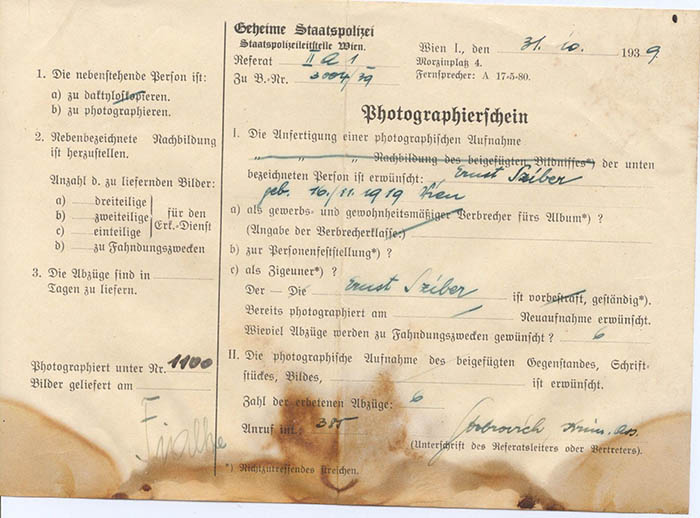 Geheime Staatspolizei
Staatspolizeileitstelle Wien.
Referat II A 1
Zu B.-Nr. 3004/39
Wien I., den 31. 10. 1939
Morzinplatz 4.
Fernsprecher: A 17-5-80.
1. Die nebenstehende Person ist:
a) zu daktyloskopieren.
b) zu photographieren.
2. Nebenbezeichnete Nachbildung
ist herzustellen.
Anzahl d. zu liefernden Bilder:
a) dreiteilige
b) zweiteilige
c) einteilige
für den
Erk.-Dienst
d) zu Fahndungszwecken
3. Die Abzüge sind in
Tagen zu liefern.
Photographiert unter Nr. 1100
Bilder geliefert am
Photographierschein
I. Die Anfertigung einer photographischen Aufnahme
„ „ „ Nachbildung des beigefügten Bildnisses*) der unten
bezeichneten Person ist erwünscht: Ernst Sziber
geb. 16./11. 1919 Wien
a) als gewerbs- und gewohnheitsmäßiger Verbrecher fürs Album*) ?
(Angabe der Verbrecherklasse:)
b) zur Personenfeststellung*) ?
c) als Zigeuner*) ?
Der – Die Ernst Sziber ist vorbestraft, geständig*).
Bereits photographiert am Neuaufnahme erwünscht.
Wieviel Abzüge werden zu Fahndungszwecken gewünscht ? 6
II. Die photographische Aufnahme des beigefügten Gegenstandes, Schrift-
stückes, Bildes, ist erwünscht.
Zahl der erbetenen Abzüge: 6
Anruf int.: 385
(Unterschrift des Referatsleiters oder Vertreters).
*) Nichtzutreffendes streichen.